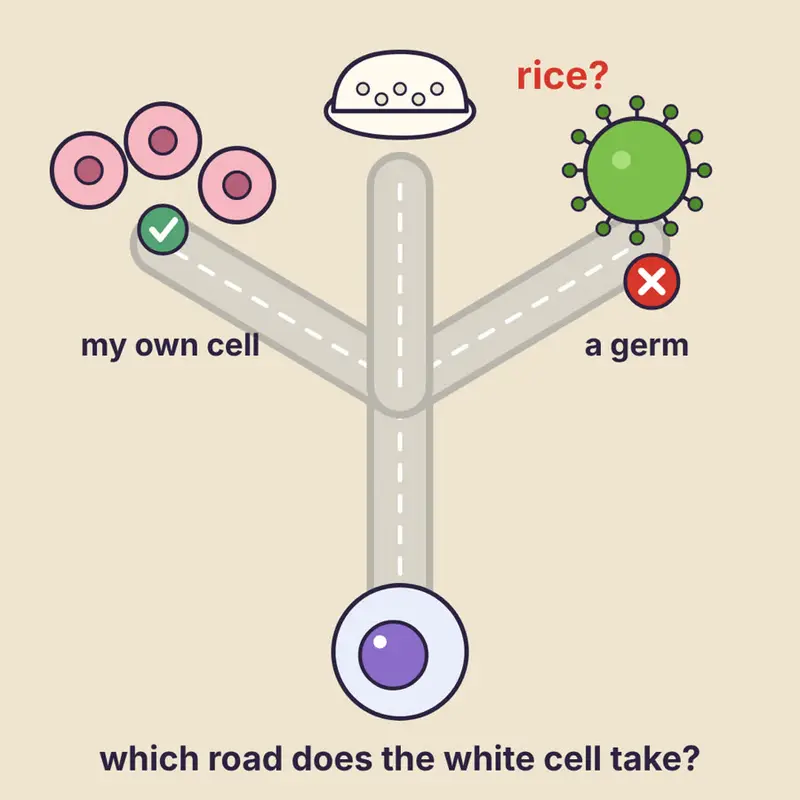 rice?
my own cell
a germ
which road does the white cell take?